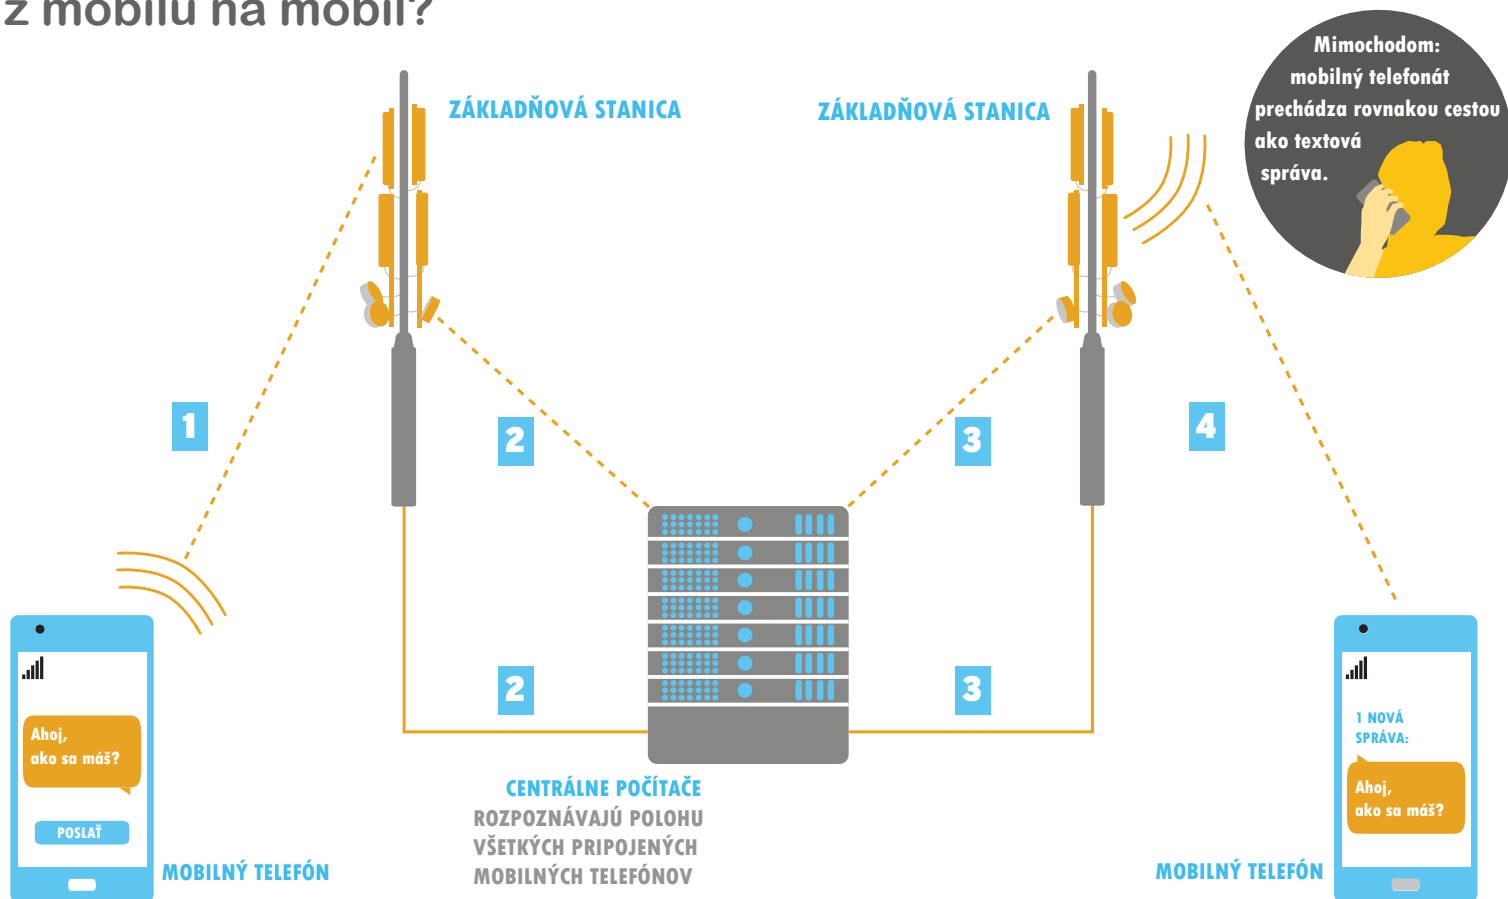 z mobilu na mobil?
Mimochodom:
mobilný telefonát
prechádza rovnakou cestou
ako textová
správa.
ZÁKLADŇOVÁ STANICA
ZÁKLADŇOVÁ STANICA
1
2
3
4
2
3
Ahoj,
ako sa máš?
POSLAŤ
MOBILNÝ TELEFÓN
CENTRÁLNE POČÍTAČE
ROZPOZNÁVAJÚ POLOHU
VŠETKÝCH PRIPOJENÝCH
MOBILNÝCH TELEFÓNOV
1 NOVÁ
SPRÁVA:
Ahoj,
ako sa máš?
MOBILNÝ TELEFÓN